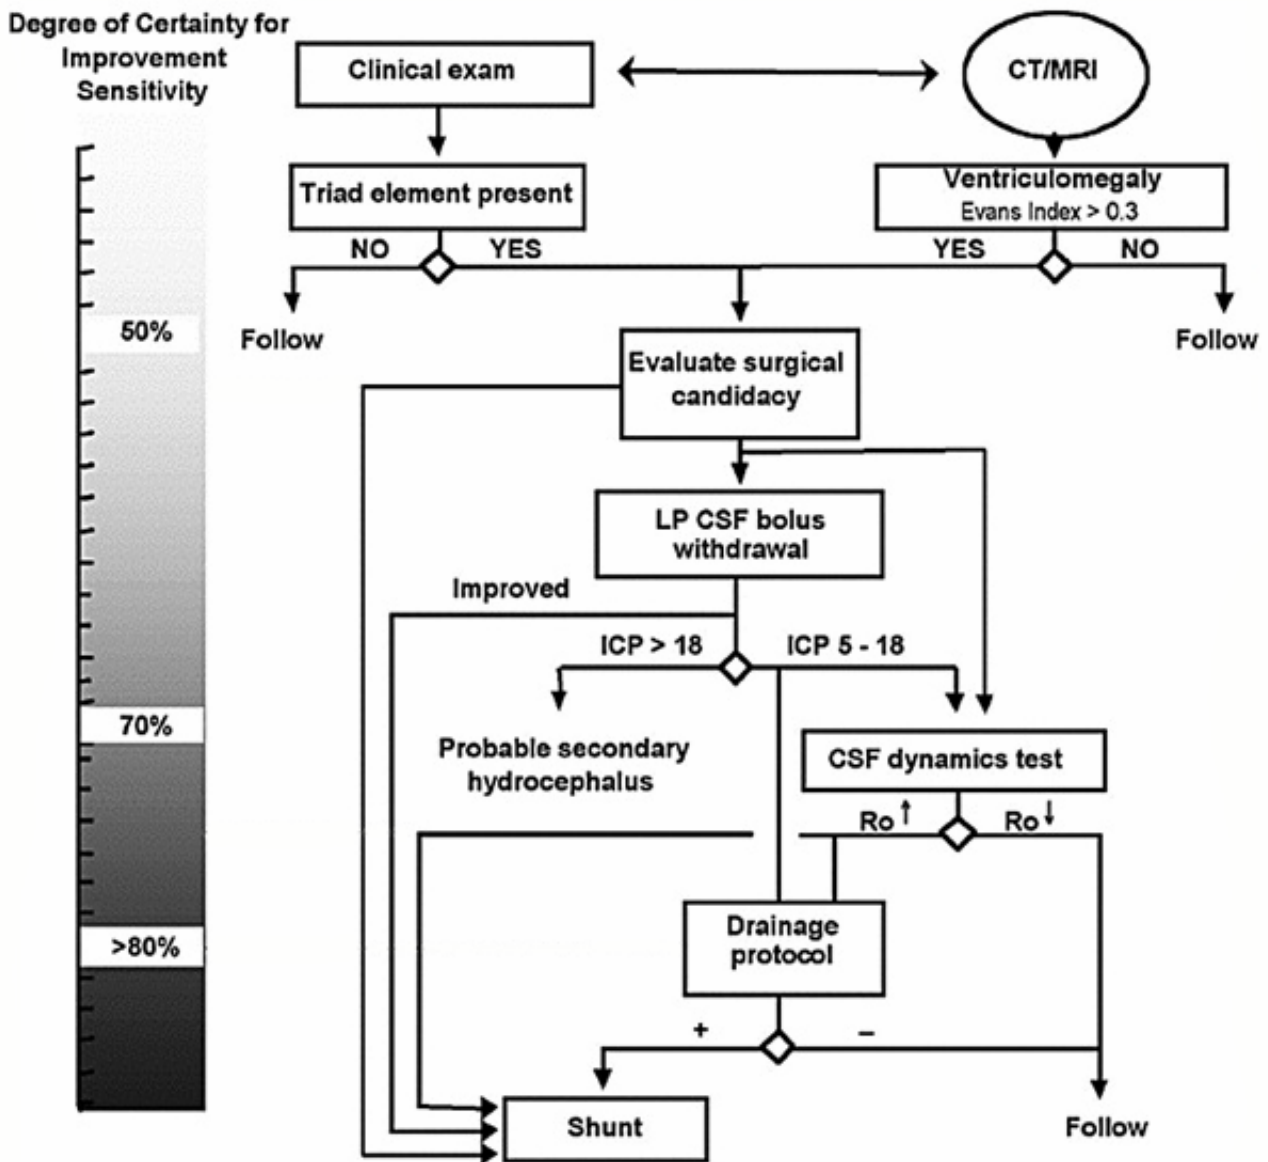 Degree of Certainty for
Improvement
Sensitivity
Clinical exam
CT/MRI
Triad element present
Ventriculomegaly
Evans Index > 0.3
NO
YES
YES
NO
50%
Follow
Follow
Evaluate surgical
candidacy
LP CSF bolus
withdrawal
Improved
ICP > 18
ICP 5 - 18
70%
Probable secondary
hydrocephalus
CSF dynamics test
Ro ↑
Ro ↓
>80%
Drainage
protocol
+
–
Shunt
Follow